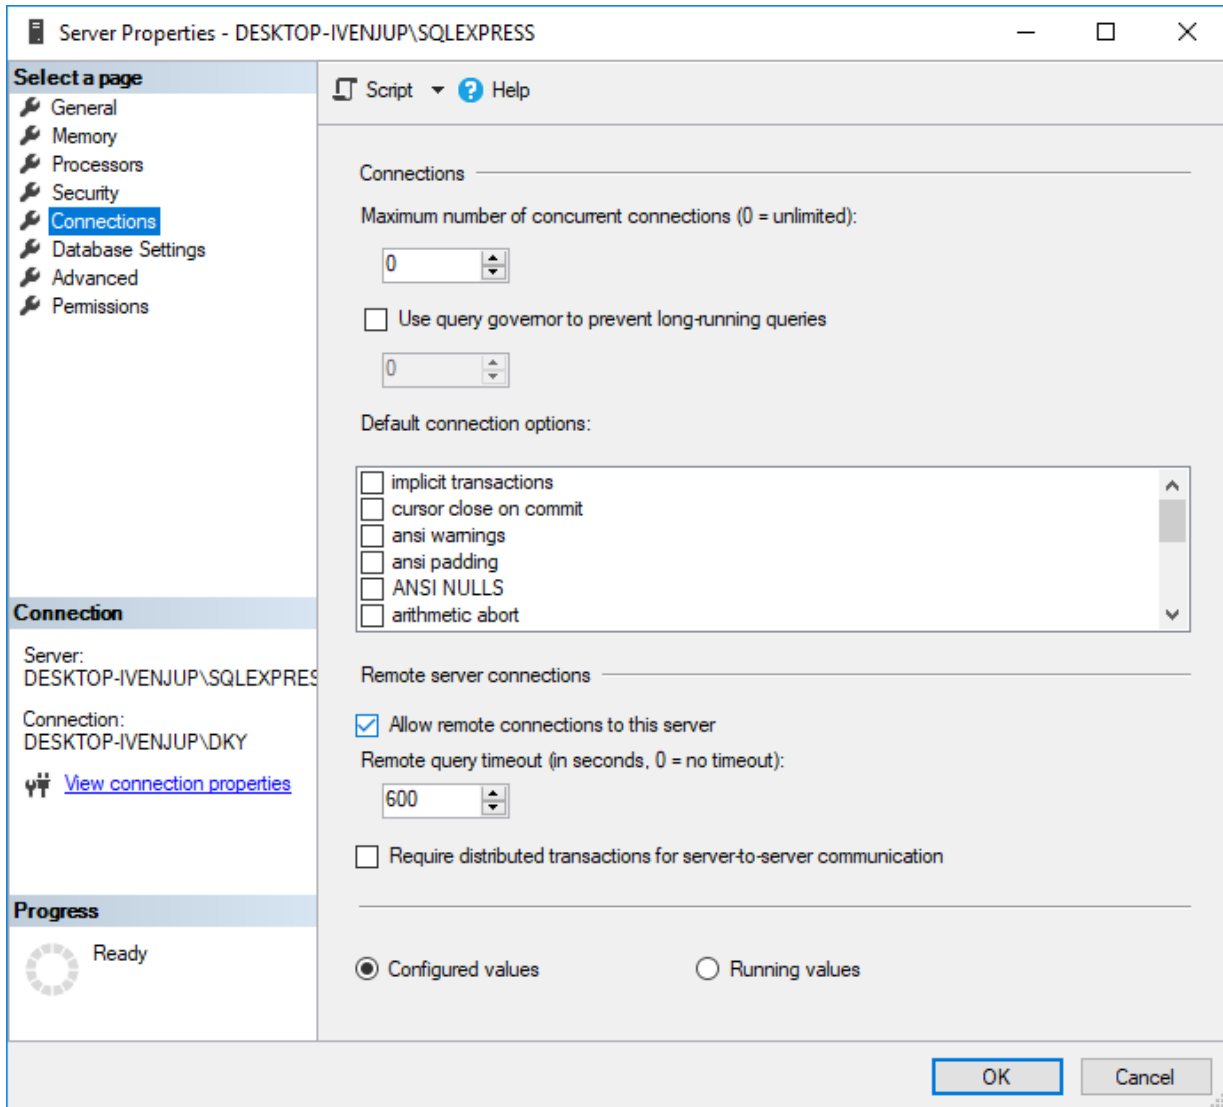 Server Properties - DESKTOP-IVENJUP\SQLEXPRESS
Select a page
General
Memory
Processors
Security
Connections
Database Settings
Advanced
Permissions
Connection
Server:
DESKTOP-IVENJUP\SQLEXPRES
Connection:
DESKTOP-IVENJUP\DKY
View connection properties
Progress
Ready
Script
Help
Connections
Maximum number of concurrent connections (0 = unlimited):
0
Use query governor to prevent long-running queries
0
Default connection options:
implicit transactions
cursor close on commit
ansi warnings
ansi padding
ANSI NULLS
arithmetic abort
Remote server connections
Allow remote connections to this server
Remote query timeout (in seconds, 0 = no timeout):
600
Require distributed transactions for server-to-server communication
Configured values
Running values
OK
Cancel